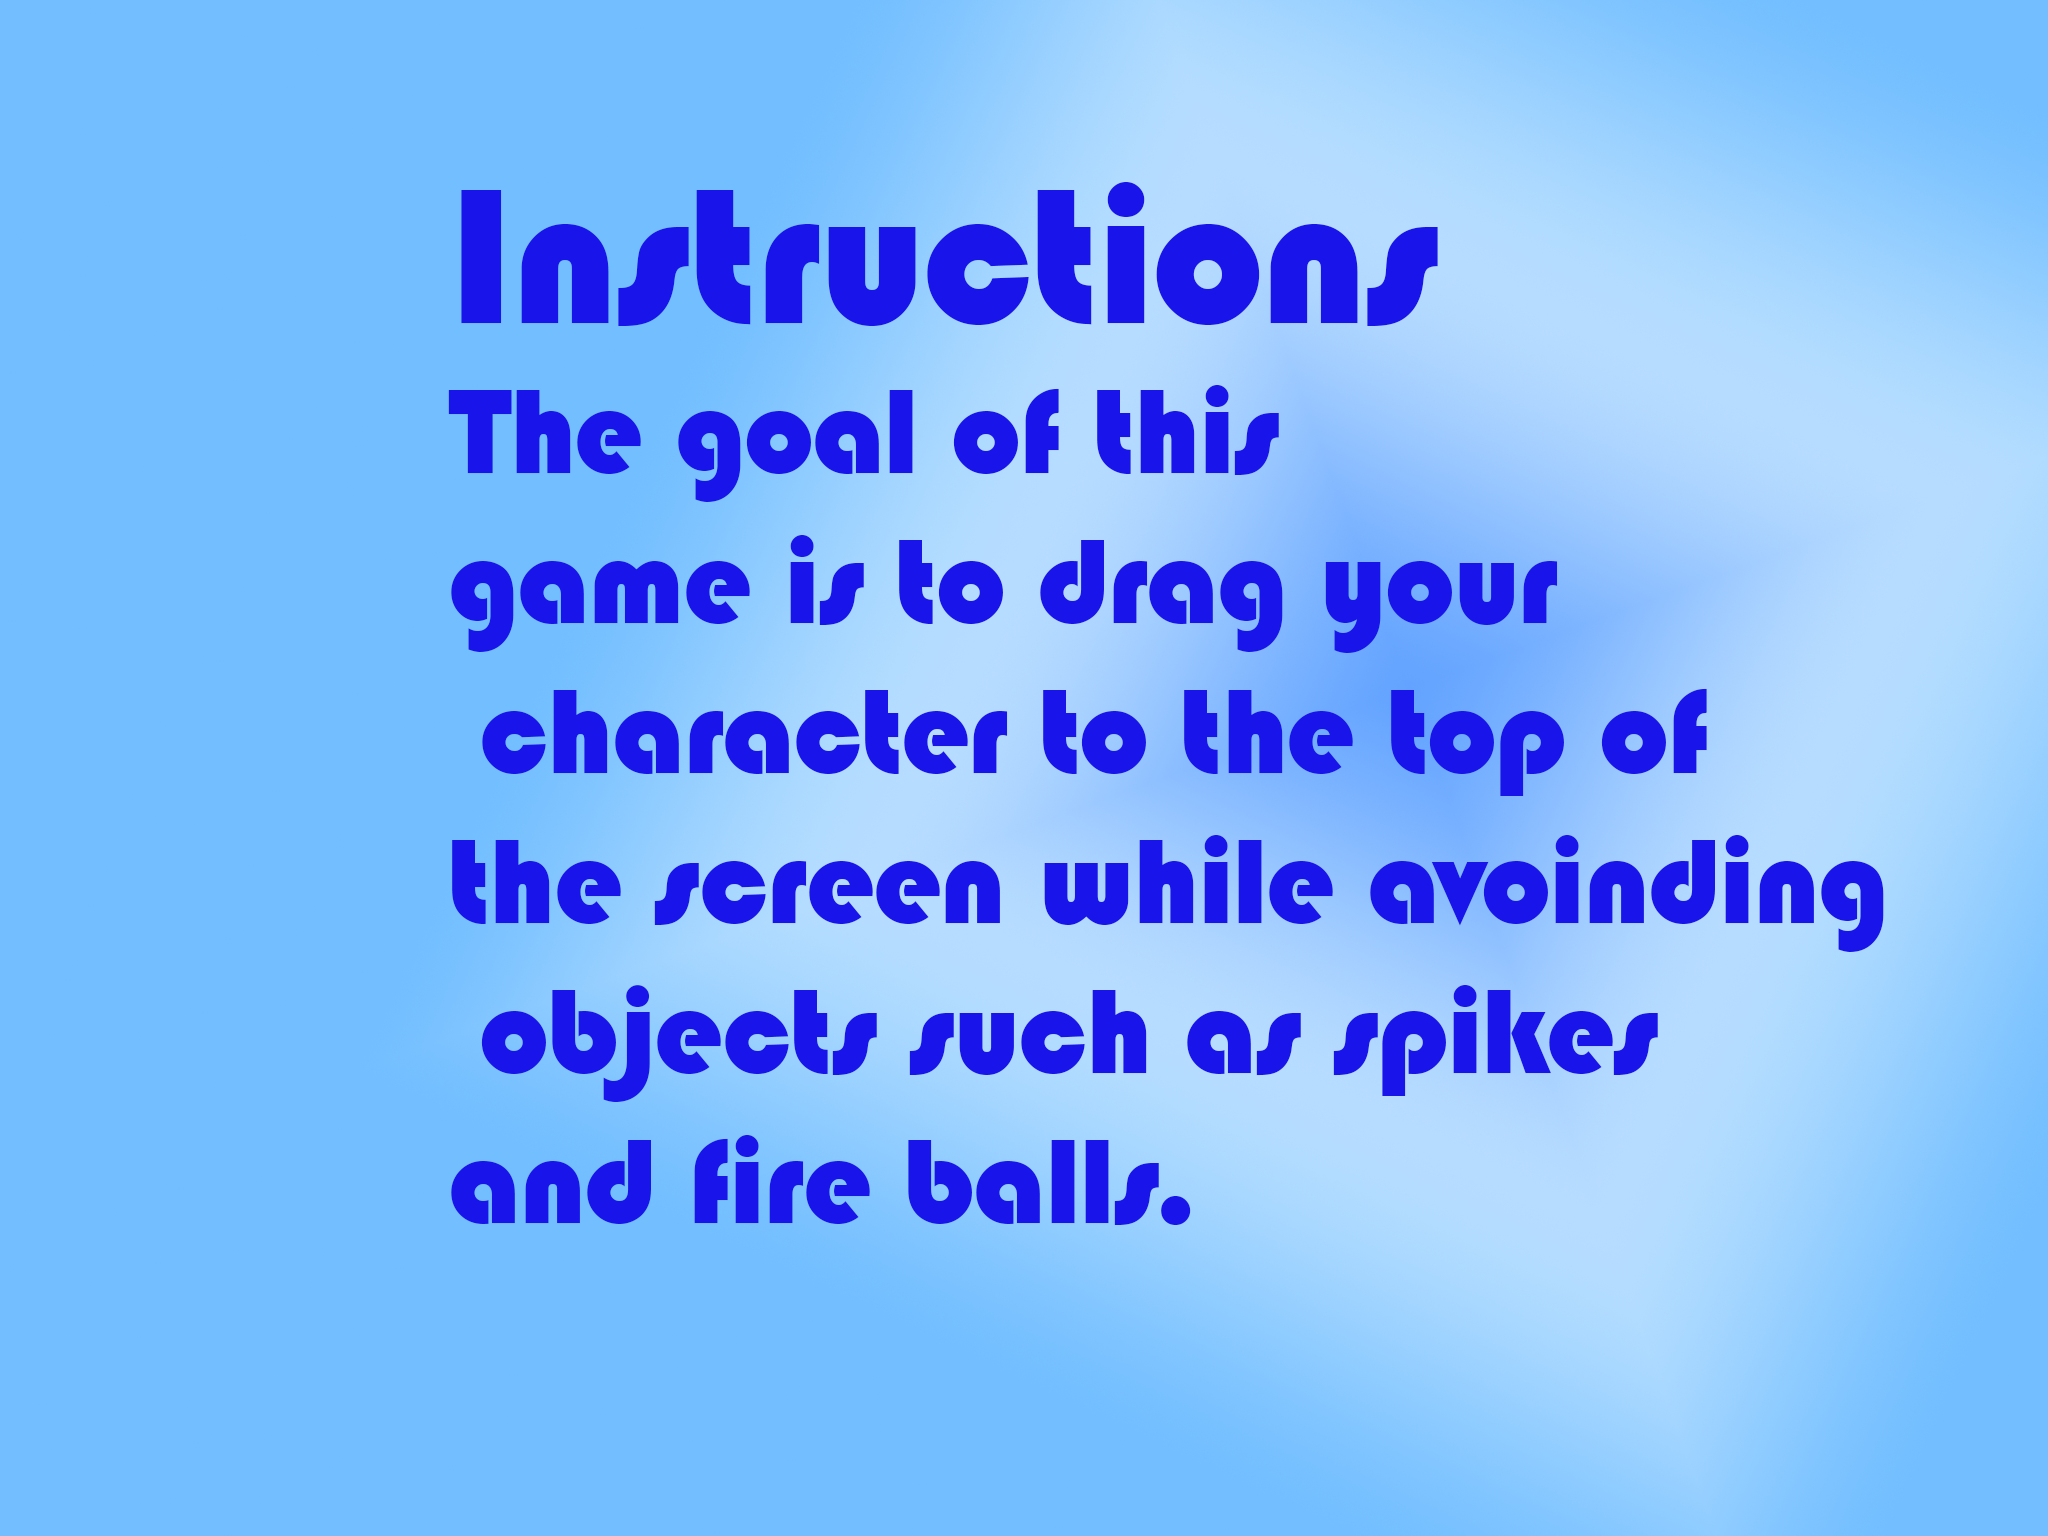 Instructions
The goal of this
game is to drag your
character to the top of
the screen while avoinding
objects such as spikes
and fire balls.